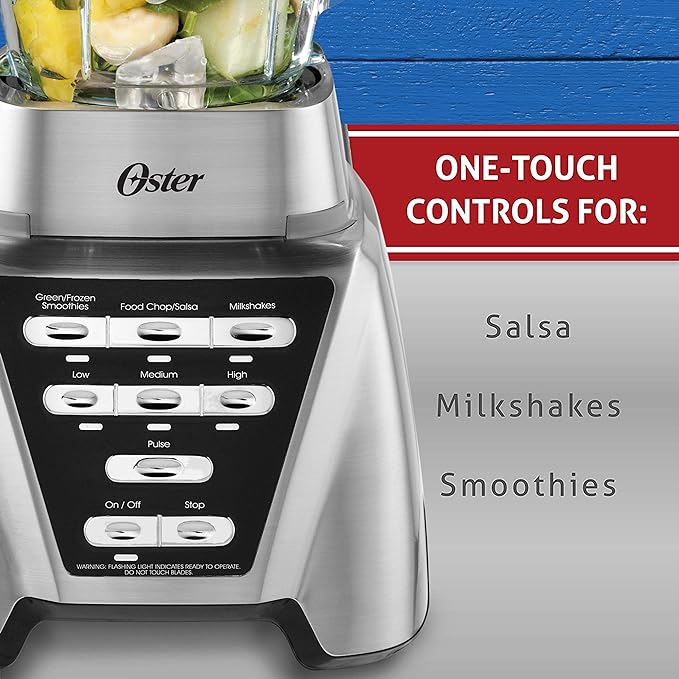 Oster
ONE-TOUCH
CONTROLS FOR:
Salsa
Milkshakes
Smoothies
Green/Frozen
Smoothies
Food Chop/Salsa
Milkshakes
Low
Medium
High
Pulse
On / Off
Stop
WARNING: FLASHING LIGHT INDICATES READY TO OPERATE.
DO NOT TOUCH BLADES.